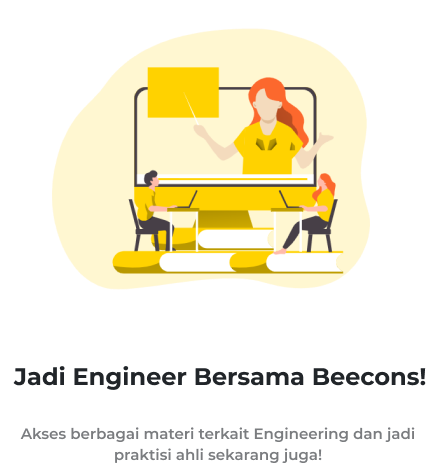 Jadi Engineer Bersama Beecons!
Akses berbagai materi terkait Engineering dan jadi
praktisi ahli sekarang juga!